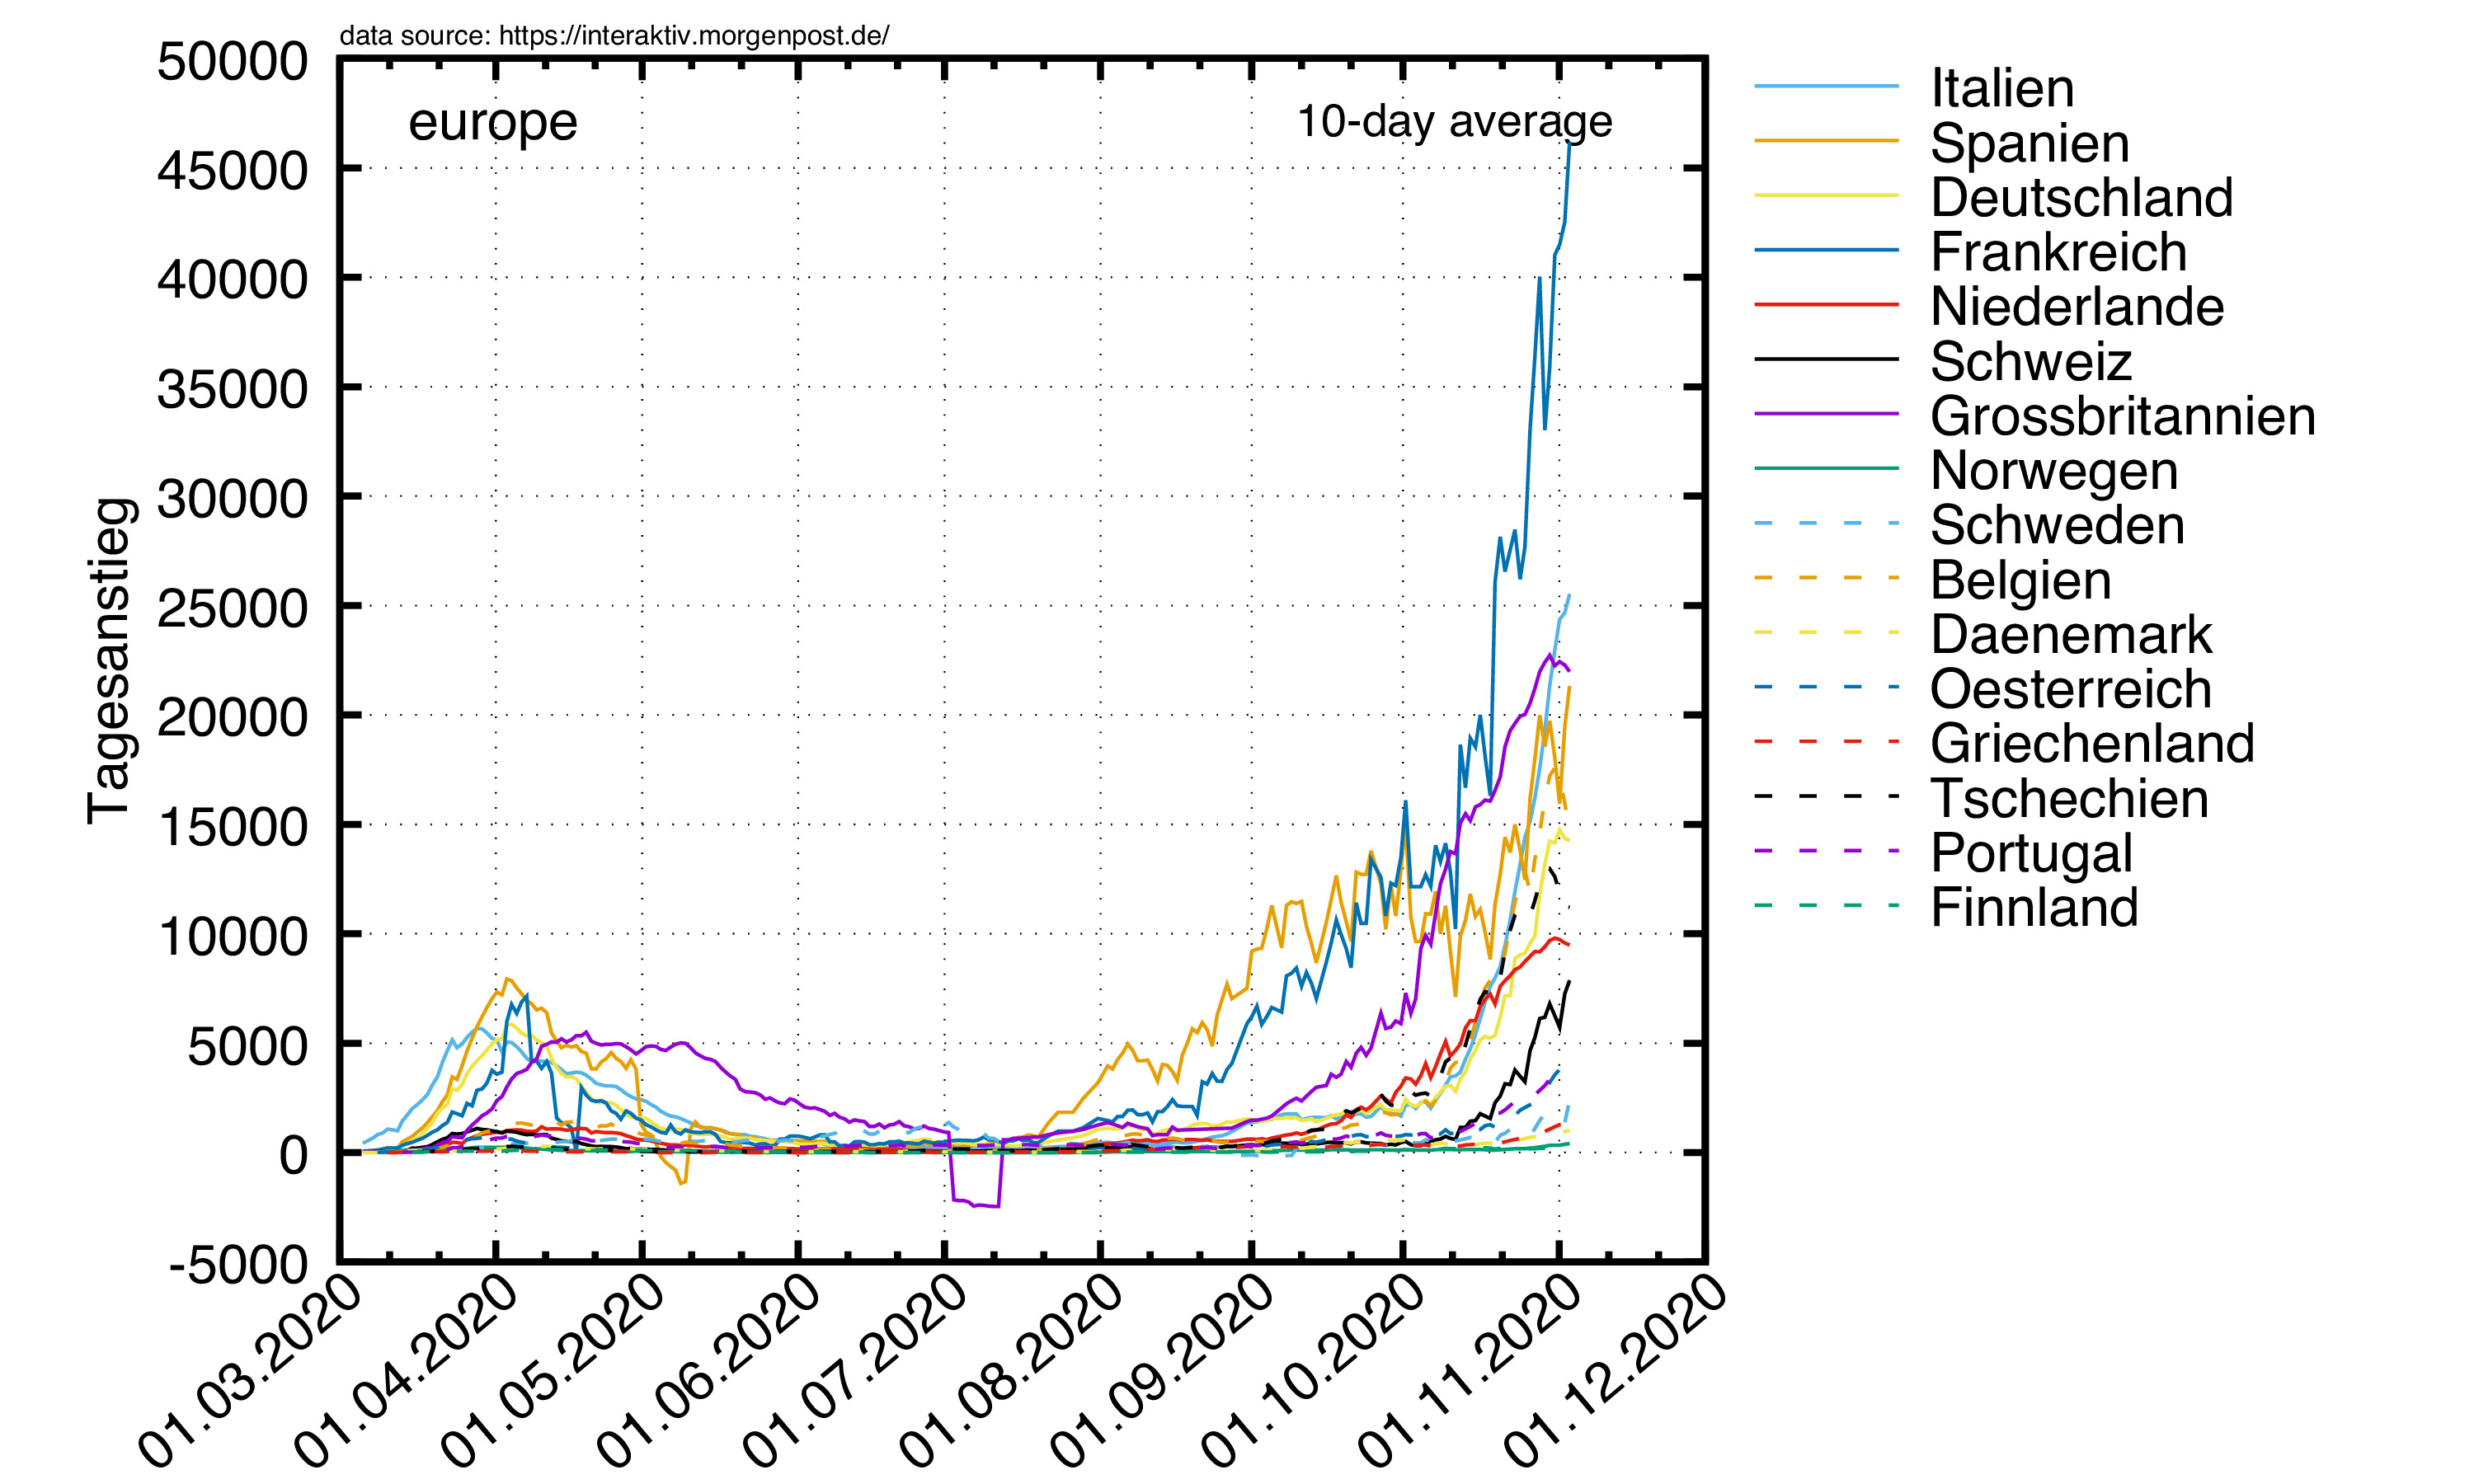 data source: https://interaktiv.morgenpost.de/
europe
10-day average
Tagesanstieg
50000
45000
40000
35000
30000
25000
20000
15000
10000
5000
0
-5000
01.03.2020
01.04.2020
01.05.2020
01.06.2020
01.07.2020
01.08.2020
01.09.2020
01.10.2020
01.11.2020
01.12.2020
Italien
Spanien
Deutschland
Frankreich
Niederlande
Schweiz
Grossbritannien
Norwegen
Schweden
Belgien
Daenemark
Oesterreich
Griechenland
Tschechien
Portugal
Finnland